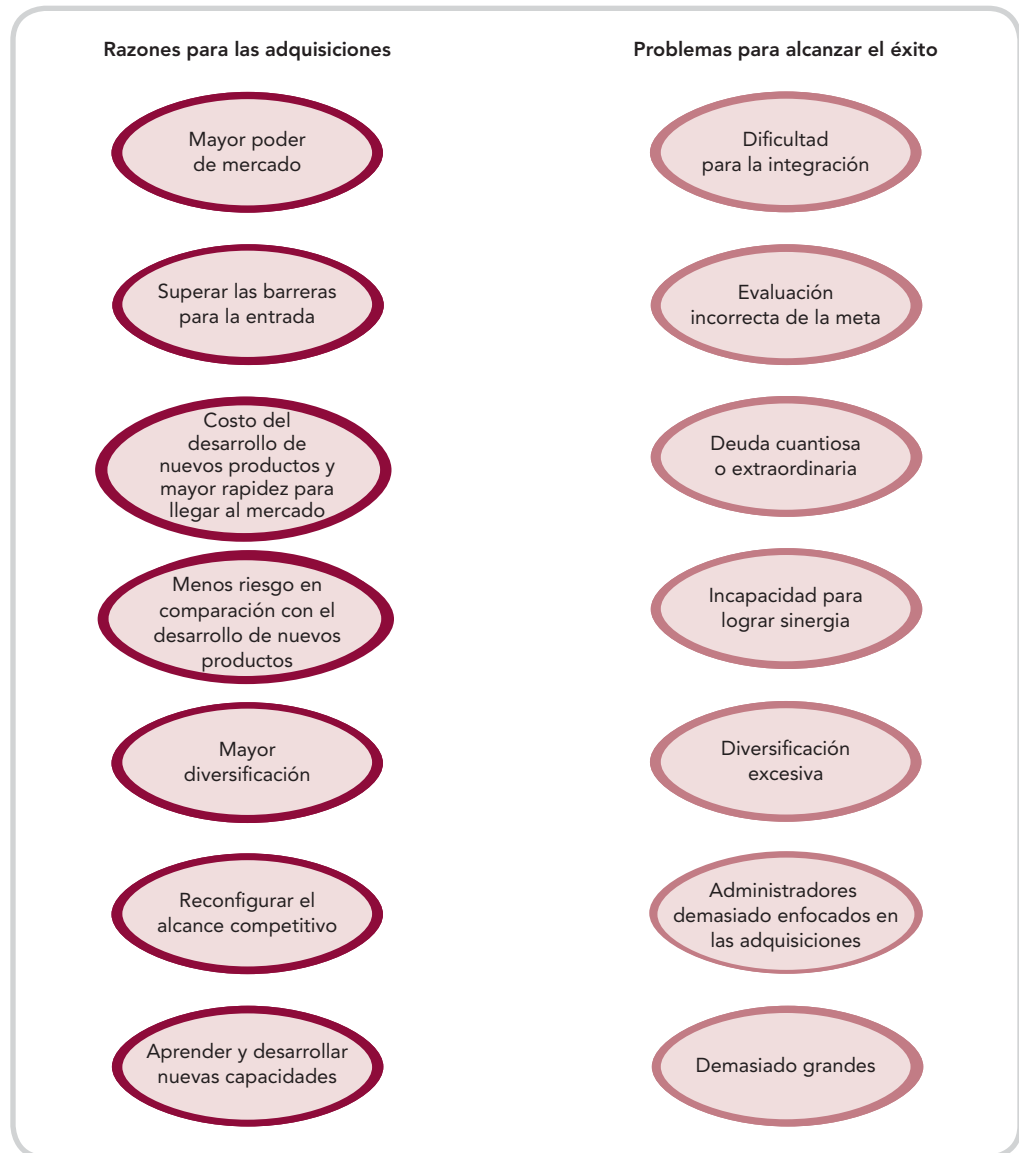 Razones para las adquisiciones
Mayor poder
de mercado
Superar las barreras
para la entrada
Costo del
desarrollo de
nuevos productos y
mayor rapidez para
llegar al mercado
Menos riesgo en
comparación con el
desarrollo de nuevos
productos
Mayor
diversificación
Reconfigurar el
alcance competitivo
Aprender y desarrollar
nuevas capacidades
Problemas para alcanzar el éxito
Dificultad
para la integración
Evaluación
incorrecta de la meta
Deuda cuantiosa
o extraordinaria
Incapacidad para
lograr sinergia
Diversificación
excesiva
Administradores
demasiado enfocados en
las adquisiciones
Demasiado grandes